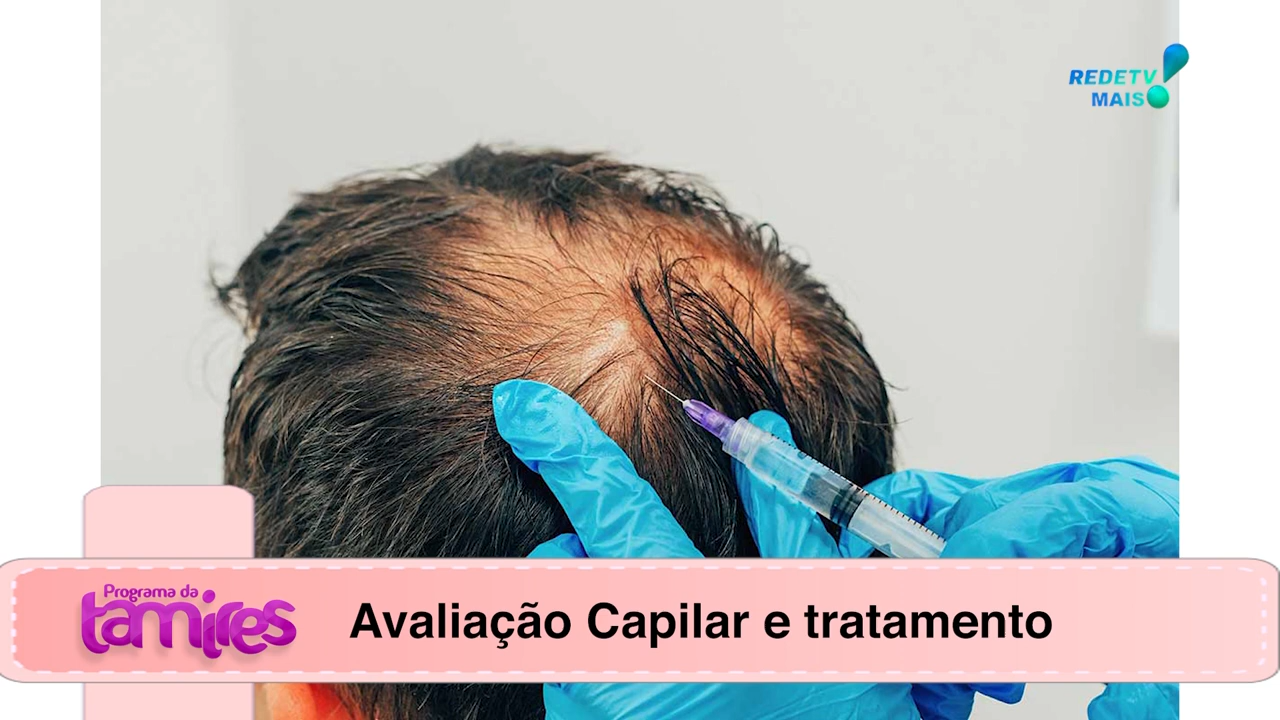 REDETV
MAIS
Programa da
tamires
Avaliação Capilar e tratamento